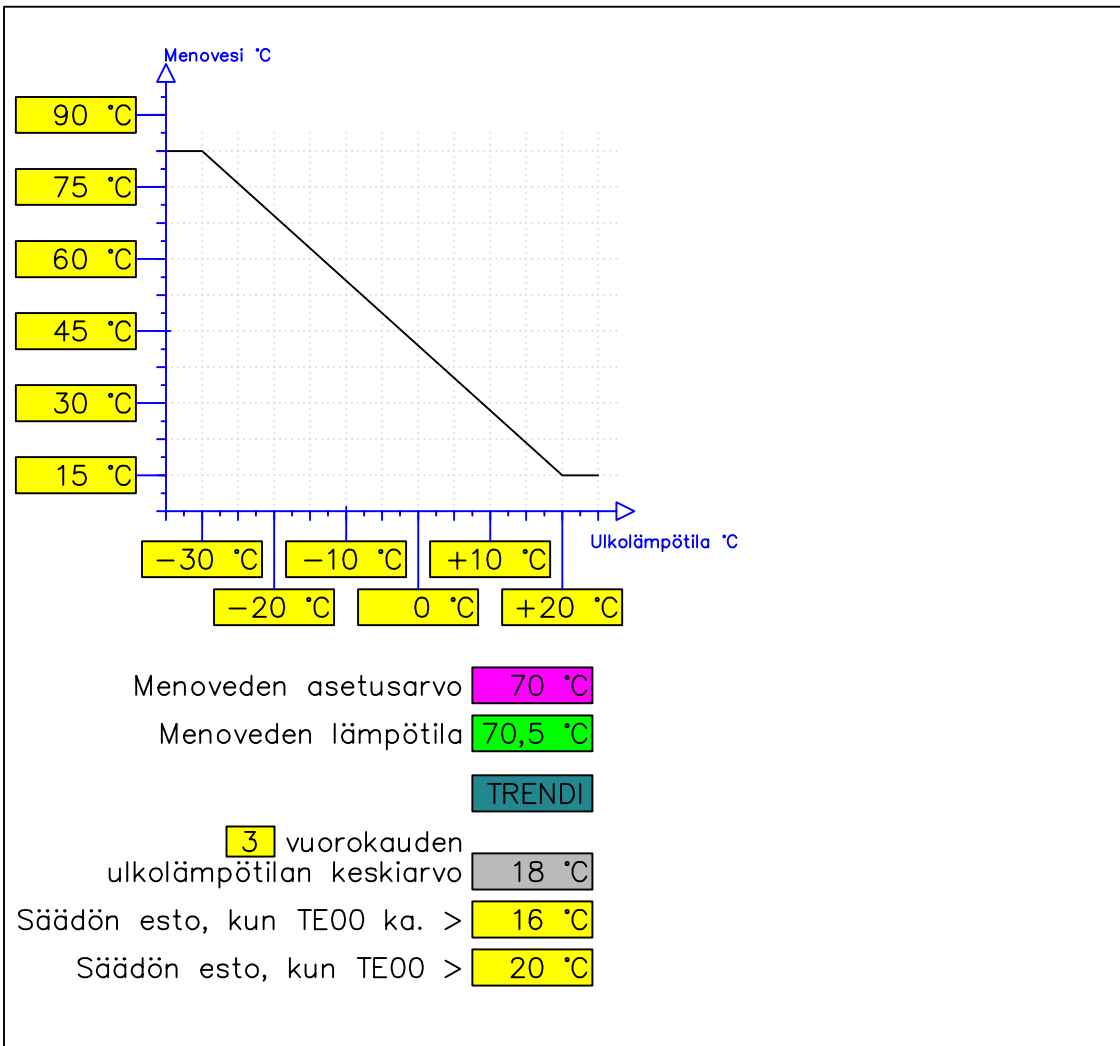 Menovesi °C
90 °C
75 °C
60 °C
45 °C
30 °C
15 °C
Ulkolämpötila °C
-30 °C
-10 °C
+10 °C
-20 °C
0 °C
+20 °C
Menoveden asetusarvo 70 °C
Menoveden lämpötila 70,5 °C
TRENDI
3 vuorokauden
ulkolämpötilan keskiarvo 18 °C
Säädön esto, kun TE00 ka. > 16 °C
Säädön esto, kun TE00 > 20 °C